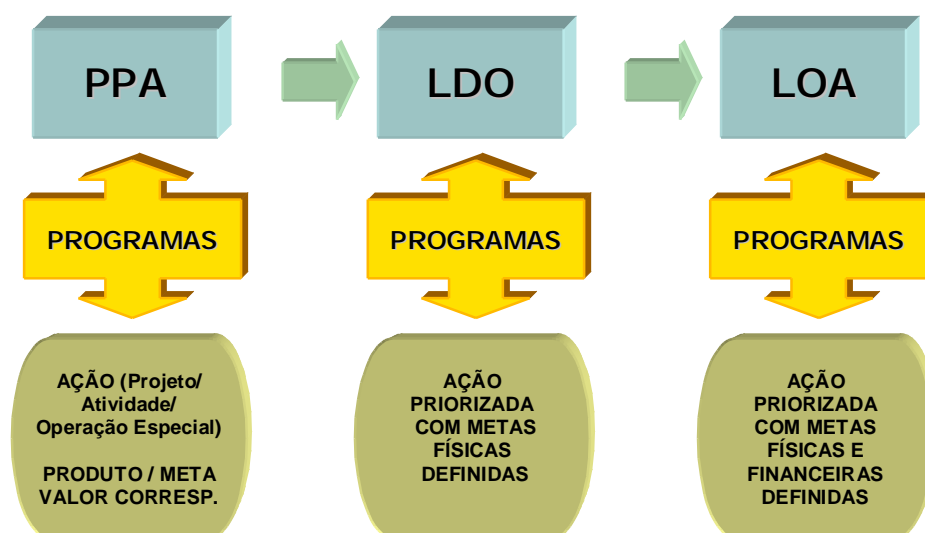 PPA
LDO
LOA
PROGRAMAS
PROGRAMAS
PROGRAMAS
AÇÃO (Projeto/
Atividade/
Operação Especial)
PRODUTO / META
VALOR CORRESP.
AÇÃO
PRIORIZADA
COM METAS
FÍSICAS
DEFINIDAS
AÇÃO
PRIORIZADA
COM METAS
FÍSICAS E
FINANCEIRAS
DEFINIDAS